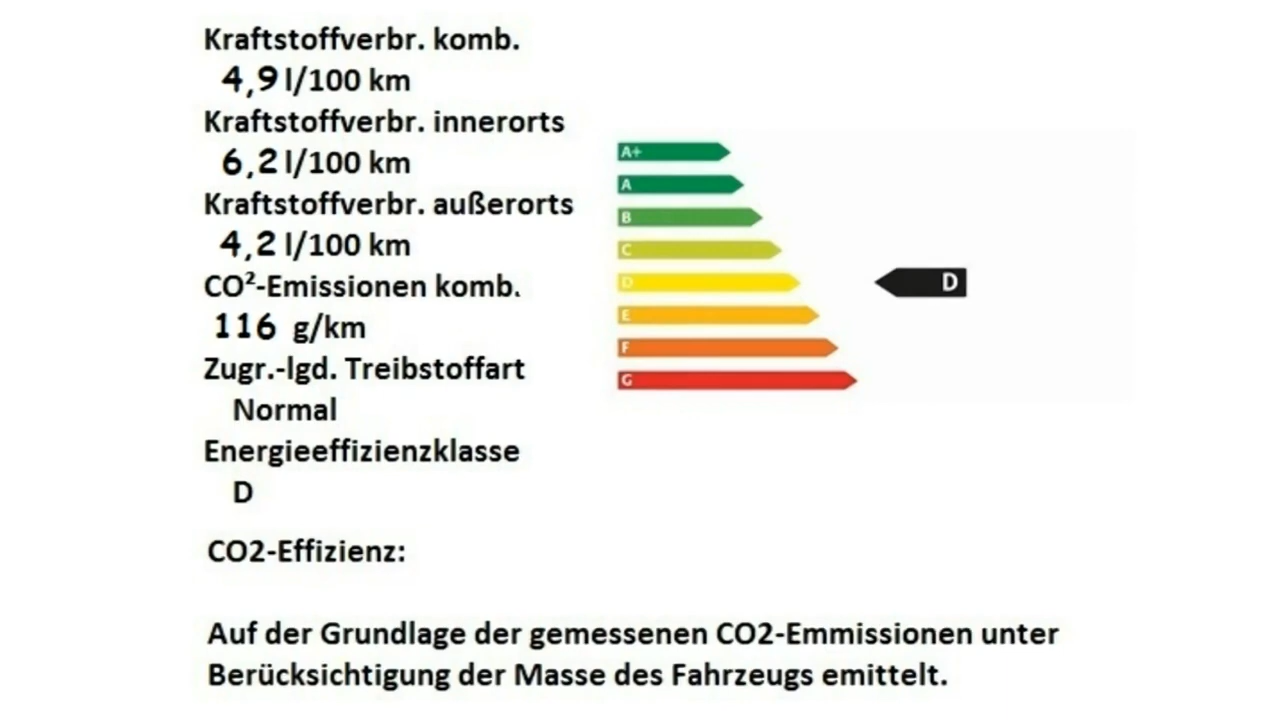 Kraftstoffverbr. komb.
4,9 l/100 km
Kraftstoffverbr. innerorts
6,2 l/100 km
Kraftstoffverbr. außerorts
4,2 l/100 km
CO²-Emissionen komb.
116 g/km
Zugr.-lgd. Treibstoffart
Normal
Energieeffizienzklasse
D
A+
A
B
C
D
E
F
G
D
CO2-Effizienz:
Auf der Grundlage der gemessenen CO2-Emmissionen unter
Berücksichtigung der Masse des Fahrzeugs emittelt.